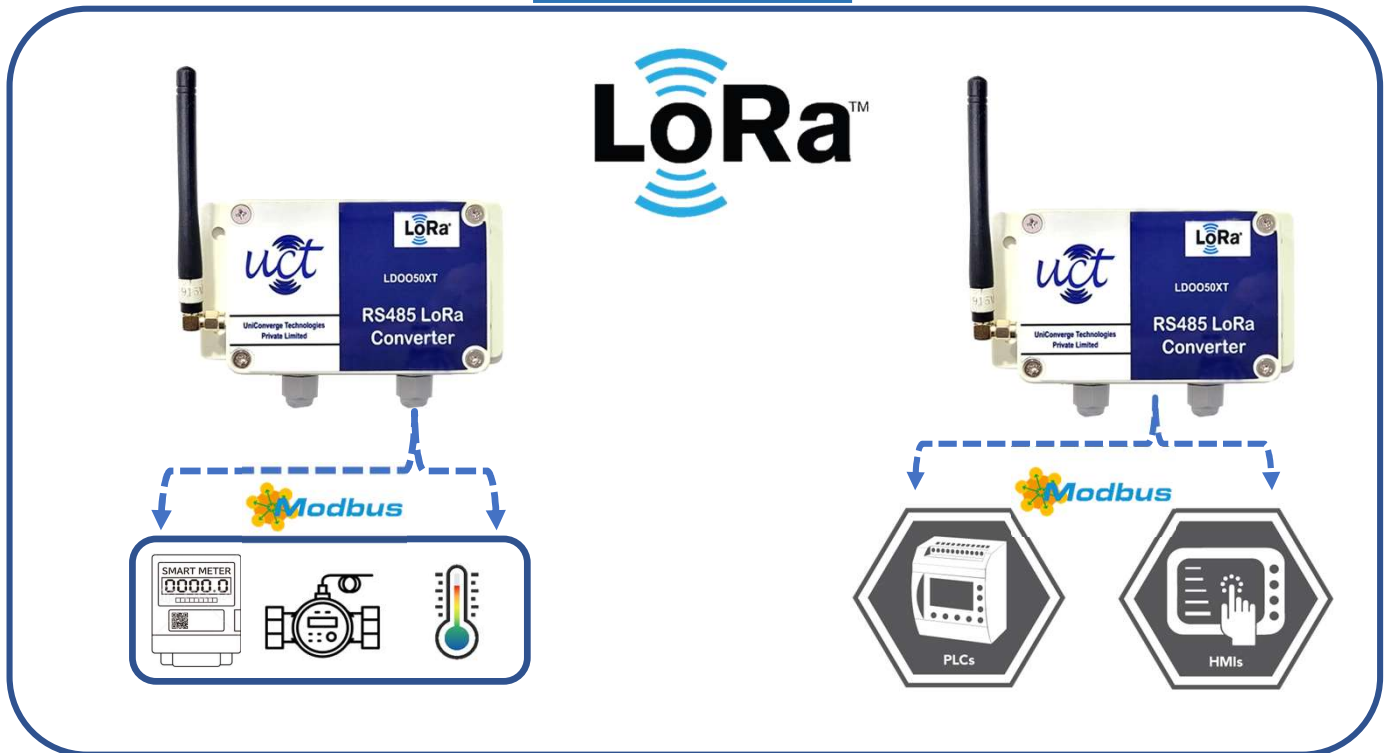 LoRa™
LoRa
uct
LDOO50XT
RS485 LoRa
Converter
UniConverge Technologies
Private Limited
LoRa
uct
LDOO50XT
RS485 LoRa
Converter
UniConverge Technologies
Private Limited
Modbus
Modbus
SMART METER
0000.0
PLCs
HMIs